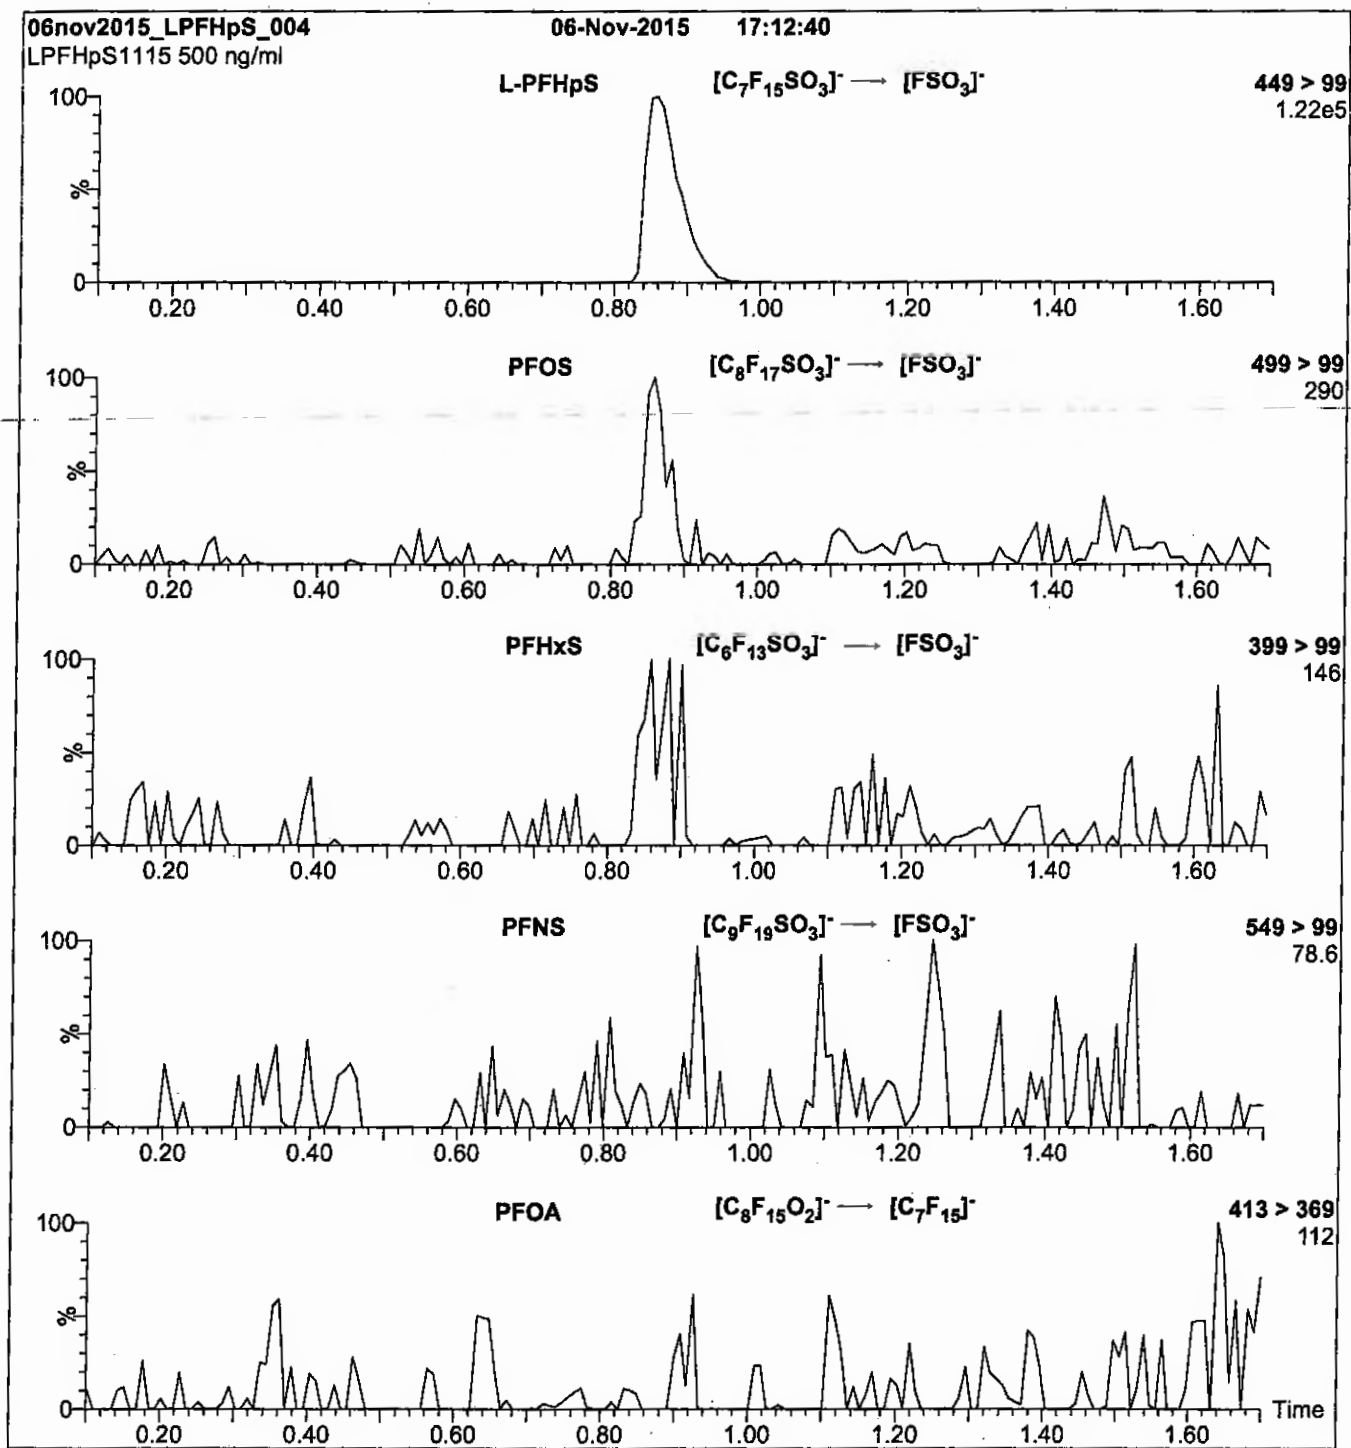 06nov2015_LPFHpS_004 06-Nov-2015 17:12:40
LPFHpS1115 500 ng/ml
L-PFHpS [C₇F₁₅SO₃]⁻ → [FSO₃]⁻ 449 > 99
1.22e5
100
%
0
0.20 0.40 0.60 0.80 1.00 1.20 1.40 1.60
PFOS [C₈F₁₇SO₃]⁻ → [FSO₃]⁻ 499 > 99
290
100
%
0
0.20 0.40 0.60 0.80 1.00 1.20 1.40 1.60
PFHxS [C₆F₁₃SO₃]⁻ → [FSO₃]⁻ 399 > 99
146
100
%
0
0.20 0.40 0.60 0.80 1.00 1.20 1.40 1.60
PFNS [C₉F₁₉SO₃]⁻ → [FSO₃]⁻ 549 > 99
78.6
100
%
0
0.20 0.40 0.60 0.80 1.00 1.20 1.40 1.60
PFOA [C₈F₁₅O₂]⁻ → [C₇F₁₅]⁻ 413 > 369
112
100
%
0
Time
0.20 0.40 0.60 0.80 1.00 1.20 1.40 1.60